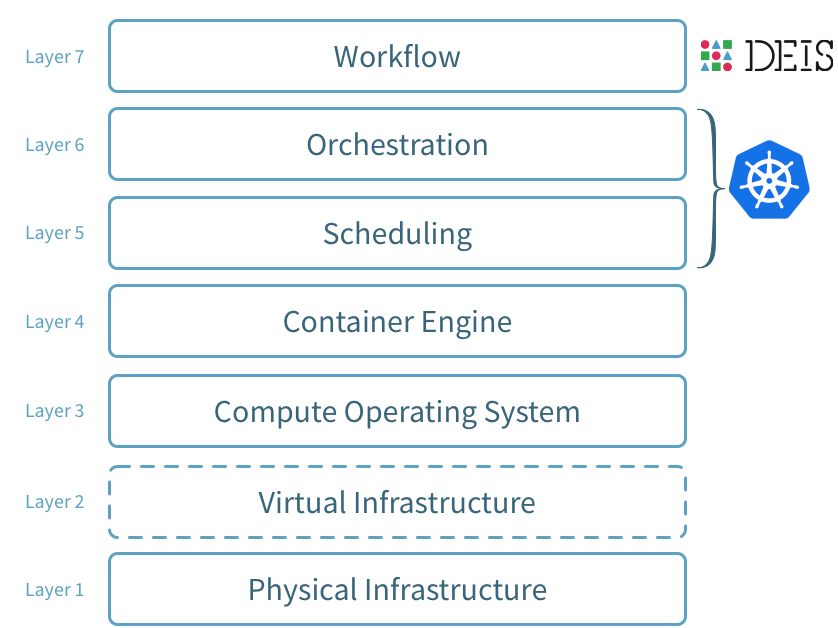 Layer 7
Workflow
DEIS
Layer 6
Orchestration
Layer 5
Scheduling
Layer 4
Container Engine
Layer 3
Compute Operating System
Layer 2
Virtual Infrastructure
Layer 1
Physical Infrastructure